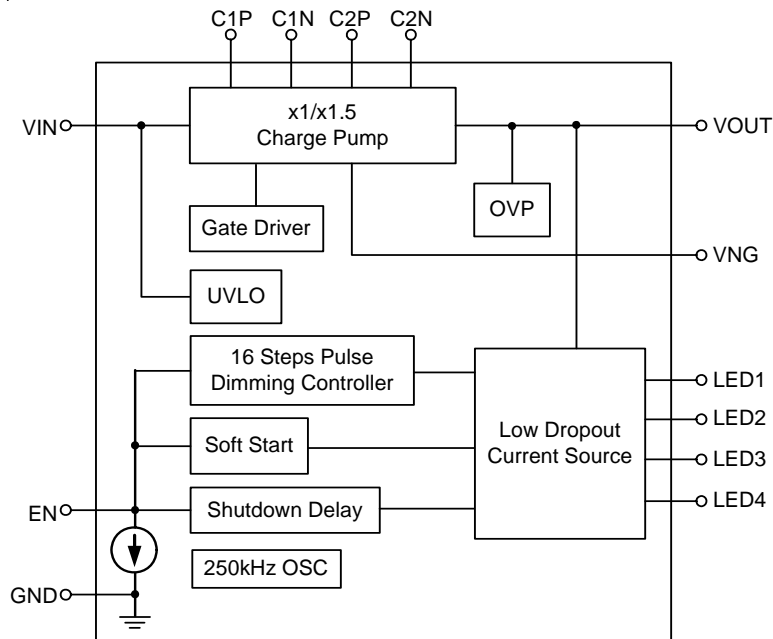 C1P C1N C2P C2N
x1/x1.5
Charge Pump
VIN
VOUT
OVP
Gate Driver
VNG
UVLO
16 Steps Pulse
Dimming Controller
LED1
LED2
Low Dropout
Current Source
Soft Start
LED3
LED4
EN
Shutdown Delay
250kHz OSC
GND